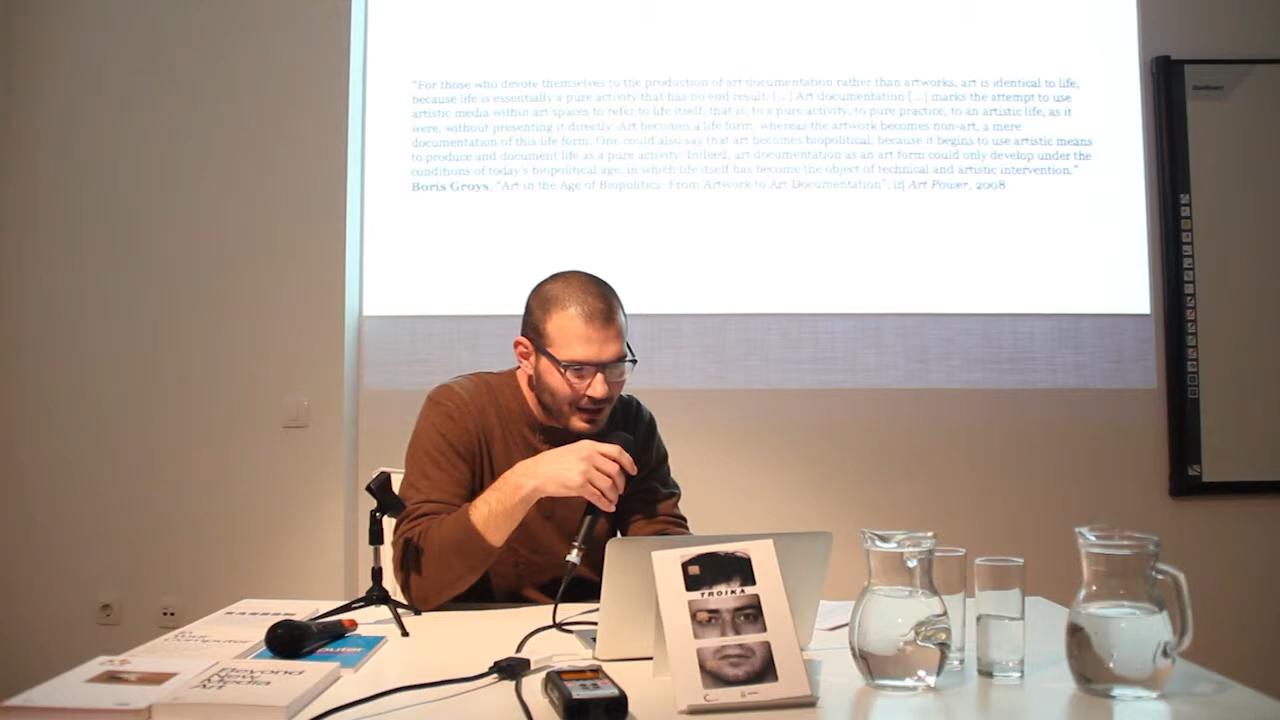 "For those who devote themselves to the production of art documentation rather than artworks, art is identical to life,
because life is essentially a pure activity that has no end result. [...] Art documentation [...] marks the attempt to use
artistic media within art spaces to refer to life itself, that is, to a pure activity, to pure practice, to an artistic life, as it
were, without presenting it directly. Art becomes a life form, whereas the artwork becomes non-art, a mere
documentation of this life form. One could also say that art becomes biopolitical, because it begins to use artistic means
to produce and document life as a pure activity. Indeed, art documentation as an art form could only develop under the
conditions of today's biopolitical age, in which life itself has become the object of technical and artistic intervention."
Boris Groys, "Art in the Age of Biopolitics: From Artwork to Art Documentation", in Art Power, 2008
TROIKA
In
Your
Computer
Beyond
New
Media
Art